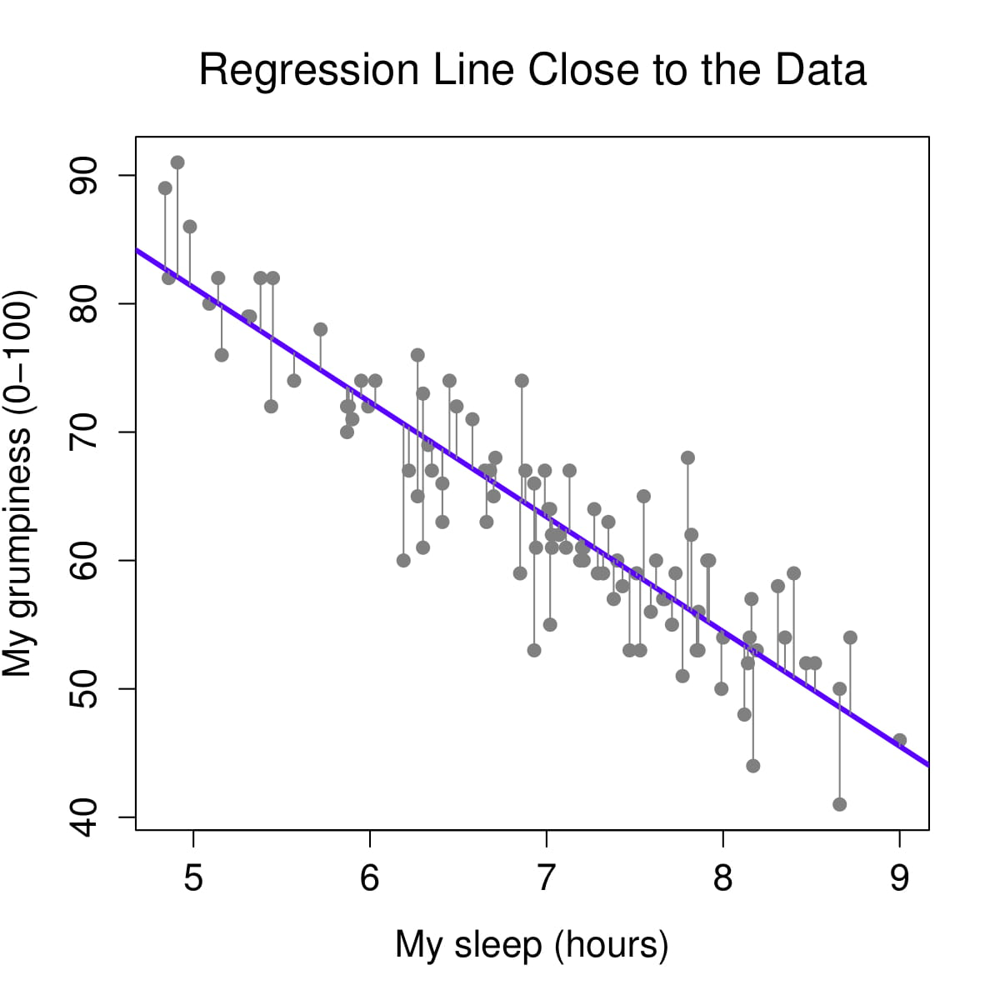 Regression Line Close to the Data
My grumpiness (0–100)
90
80
70
60
50
40
5 6 7 8 9
My sleep (hours)